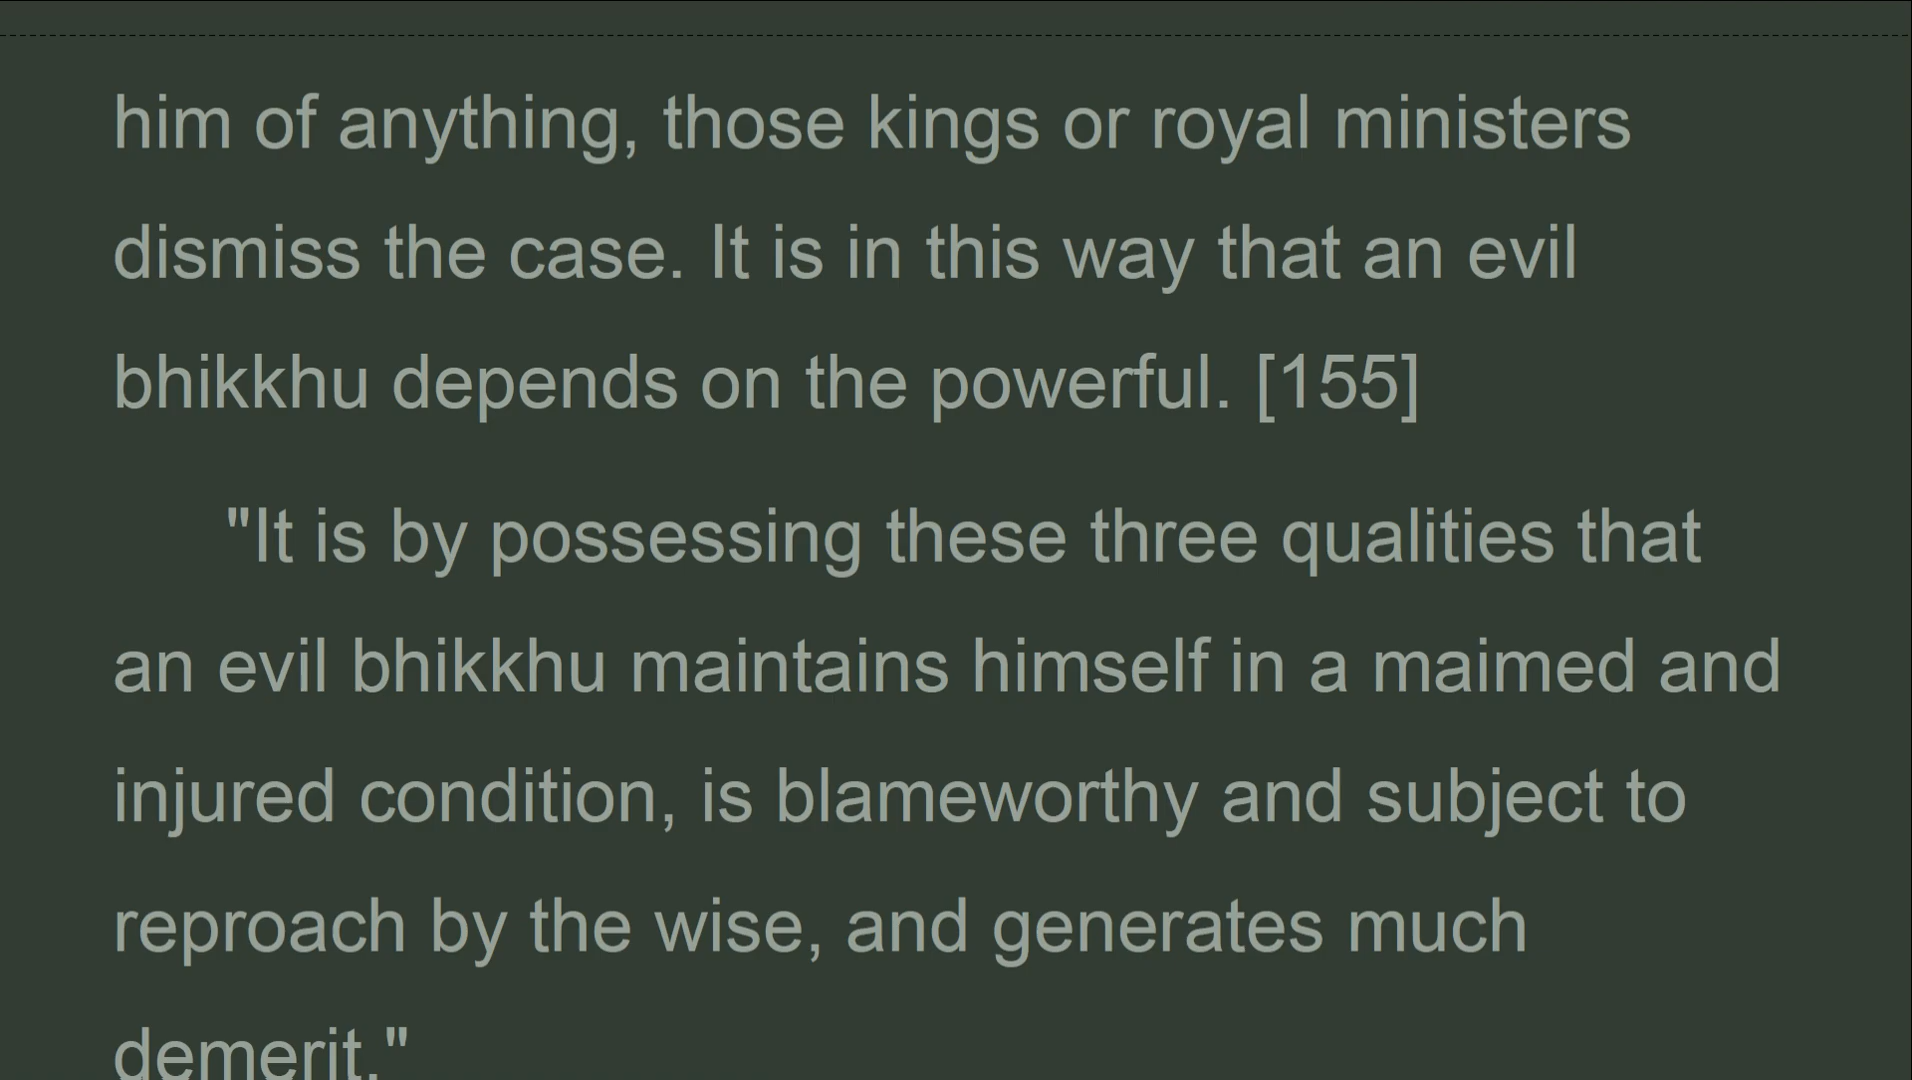 him of anything, those kings or royal ministers
dismiss the case. It is in this way that an evil
bhikkhu depends on the powerful. [155]
"It is by possessing these three qualities that
an evil bhikkhu maintains himself in a maimed and
injured condition, is blameworthy and subject to
reproach by the wise, and generates much
demerit."